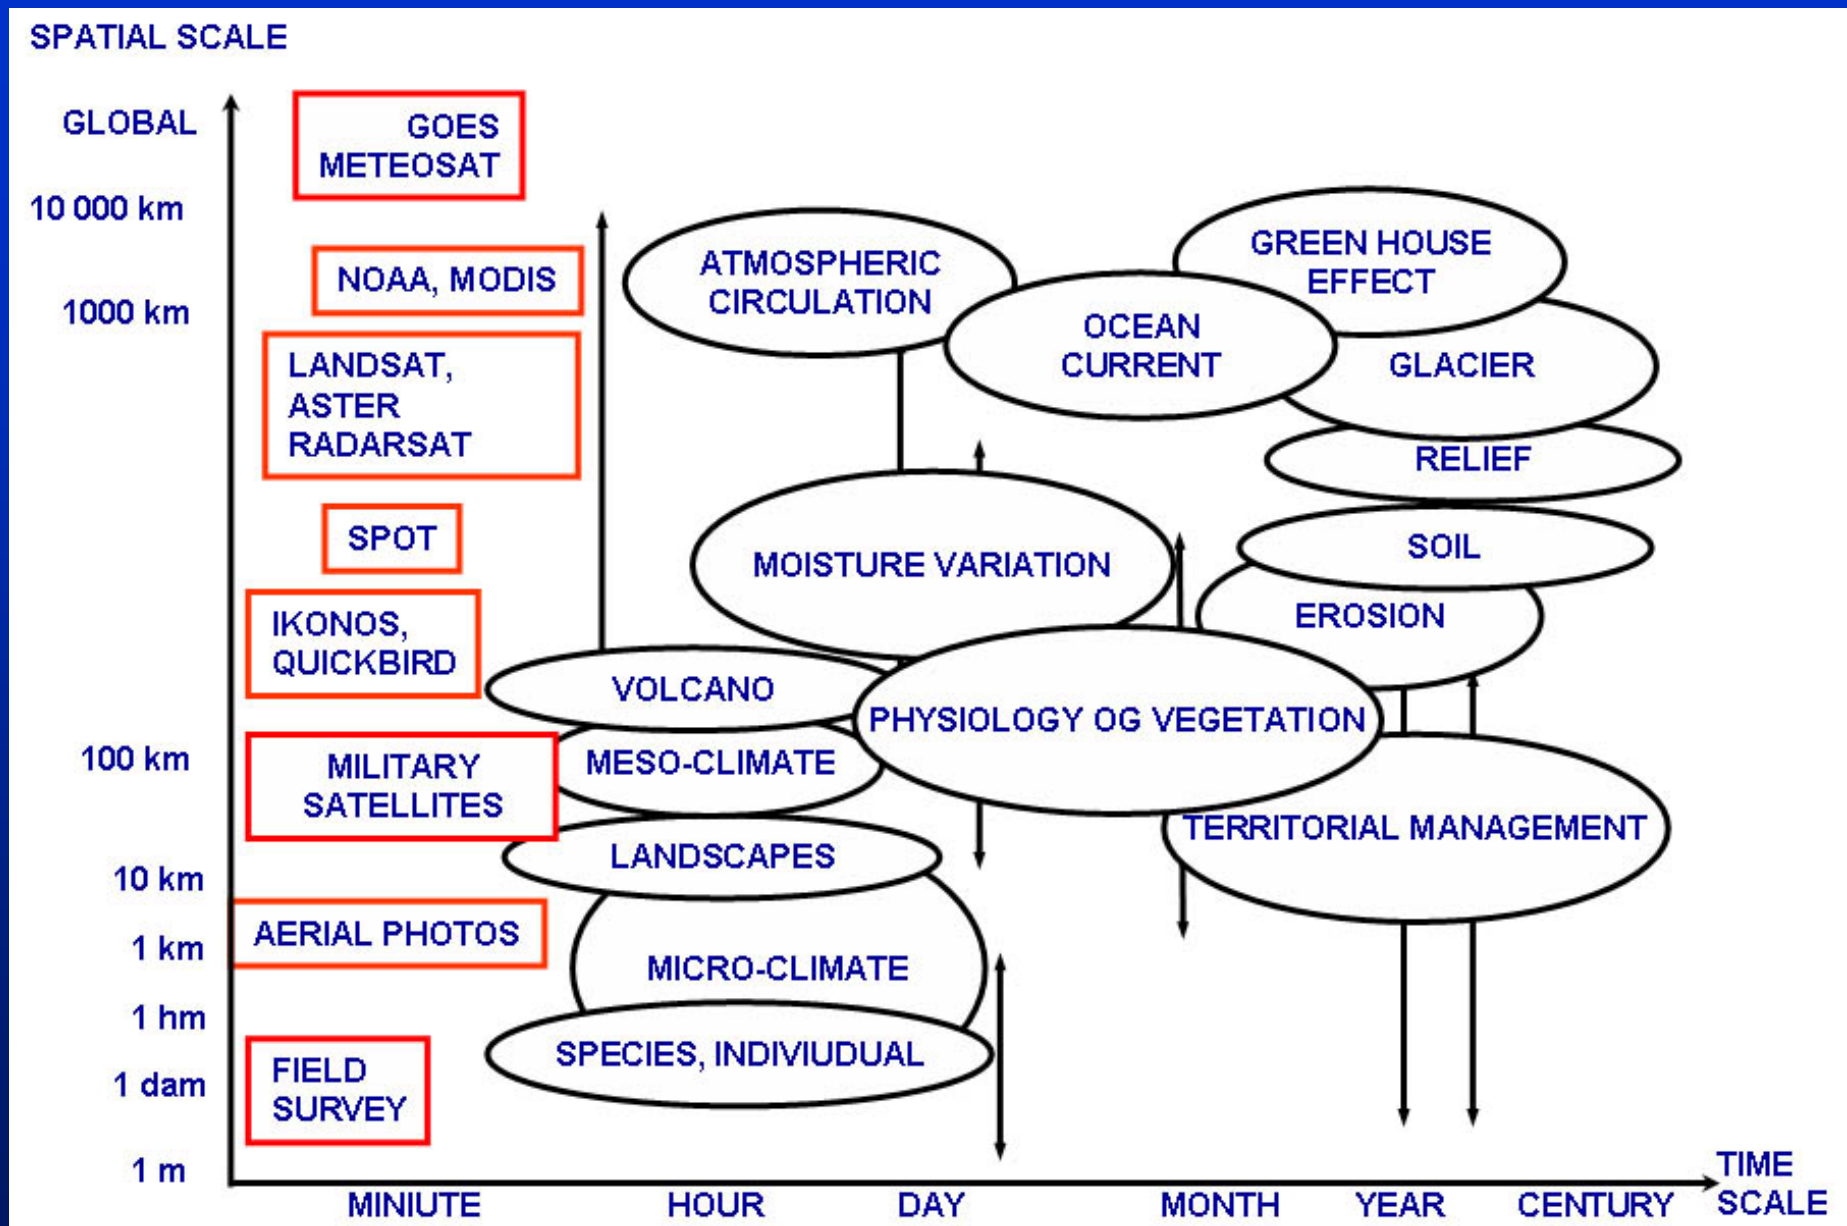 SPATIAL SCALE
GLOBAL
10 000 km
1000 km
100 km
10 km
1 km
1 hm
1 dam
1 m
GOES
METEOSAT
NOAA, MODIS
LANDSAT,
ASTER
RADARSAT
SPOT
IKONOS,
QUICKBIRD
MILITARY
SATELLITES
AERIAL PHOTOS
FIELD
SURVEY
ATMOSPHERIC
CIRCULATION
GREEN HOUSE
EFFECT
OCEAN
CURRENT
GLACIER
RELIEF
MOISTURE VARIATION
SOIL
EROSION
VOLCANO
PHYSIOLOGY OG VEGETATION
MESO-CLIMATE
TERRITORIAL MANAGEMENT
LANDSCAPES
MICRO-CLIMATE
SPECIES, INDIVIUDUAL
MINIUTE
HOUR
DAY
MONTH
YEAR
CENTURY
TIME
SCALE